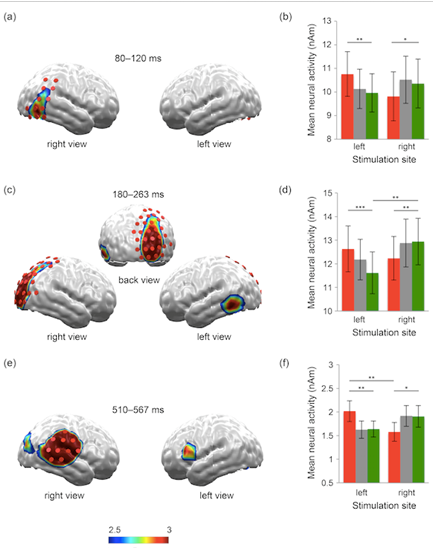 (a)
80–120 ms
right view
left view
(b)
Mean neural activity (nAm)
13
12
11
10
9
8
**
*
left
right
Stimulation site
(c)
180–263 ms
back view
right view
left view
(d)
Mean neural activity (nAm)
15
14
13
12
11
10
**
***
**
left
right
Stimulation site
(e)
510–567 ms
right view
left view
2.5
3
(f)
Mean neural activity (nAm)
3
2.5
2
1.5
1
0.5
**
**
*
left
right
Stimulation site